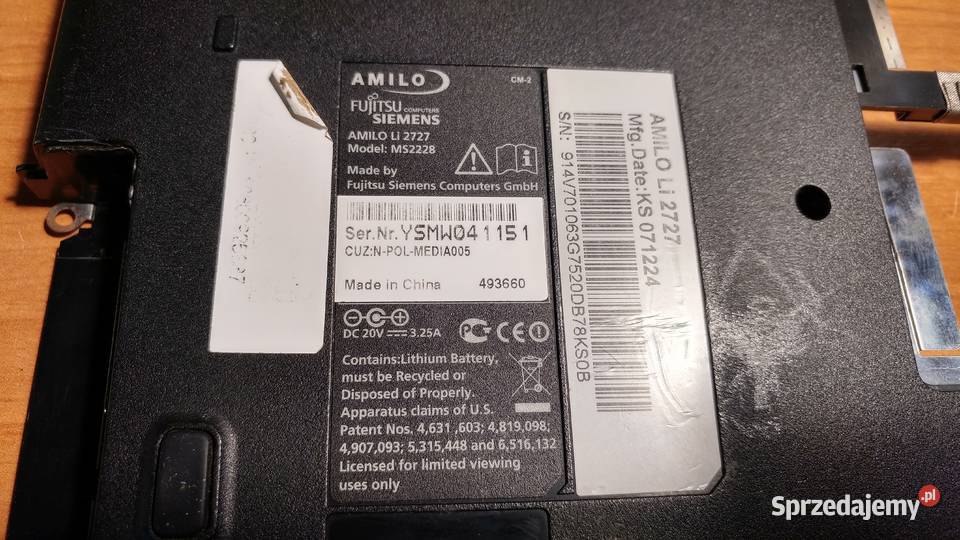 AMILO
CM-2
FUJITSU COMPUTERS
SIEMENS
AMILO Li 2727
Model: MS2228
Made by
Fujitsu Siemens Computers GmbH
Ser.Nr. YSMW041151
CUZ:N-POL-MEDIA005
Made in China 493660
DC 20V 3.25A
Contains:Lithium Battery,
must be Recycled or
Disposed of Properly.
Apparatus claims of U.S.
Patent Nos. 4,631 ,603; 4,819,098;
4,907,093; 5,315,448 and 6,516,132
Licensed for limited viewing
uses only
AMILO Li 2727
Mfg.Date:KS 071224
S/N: 914V701063G7520DB78KS0B
Sprzedajemy.pl